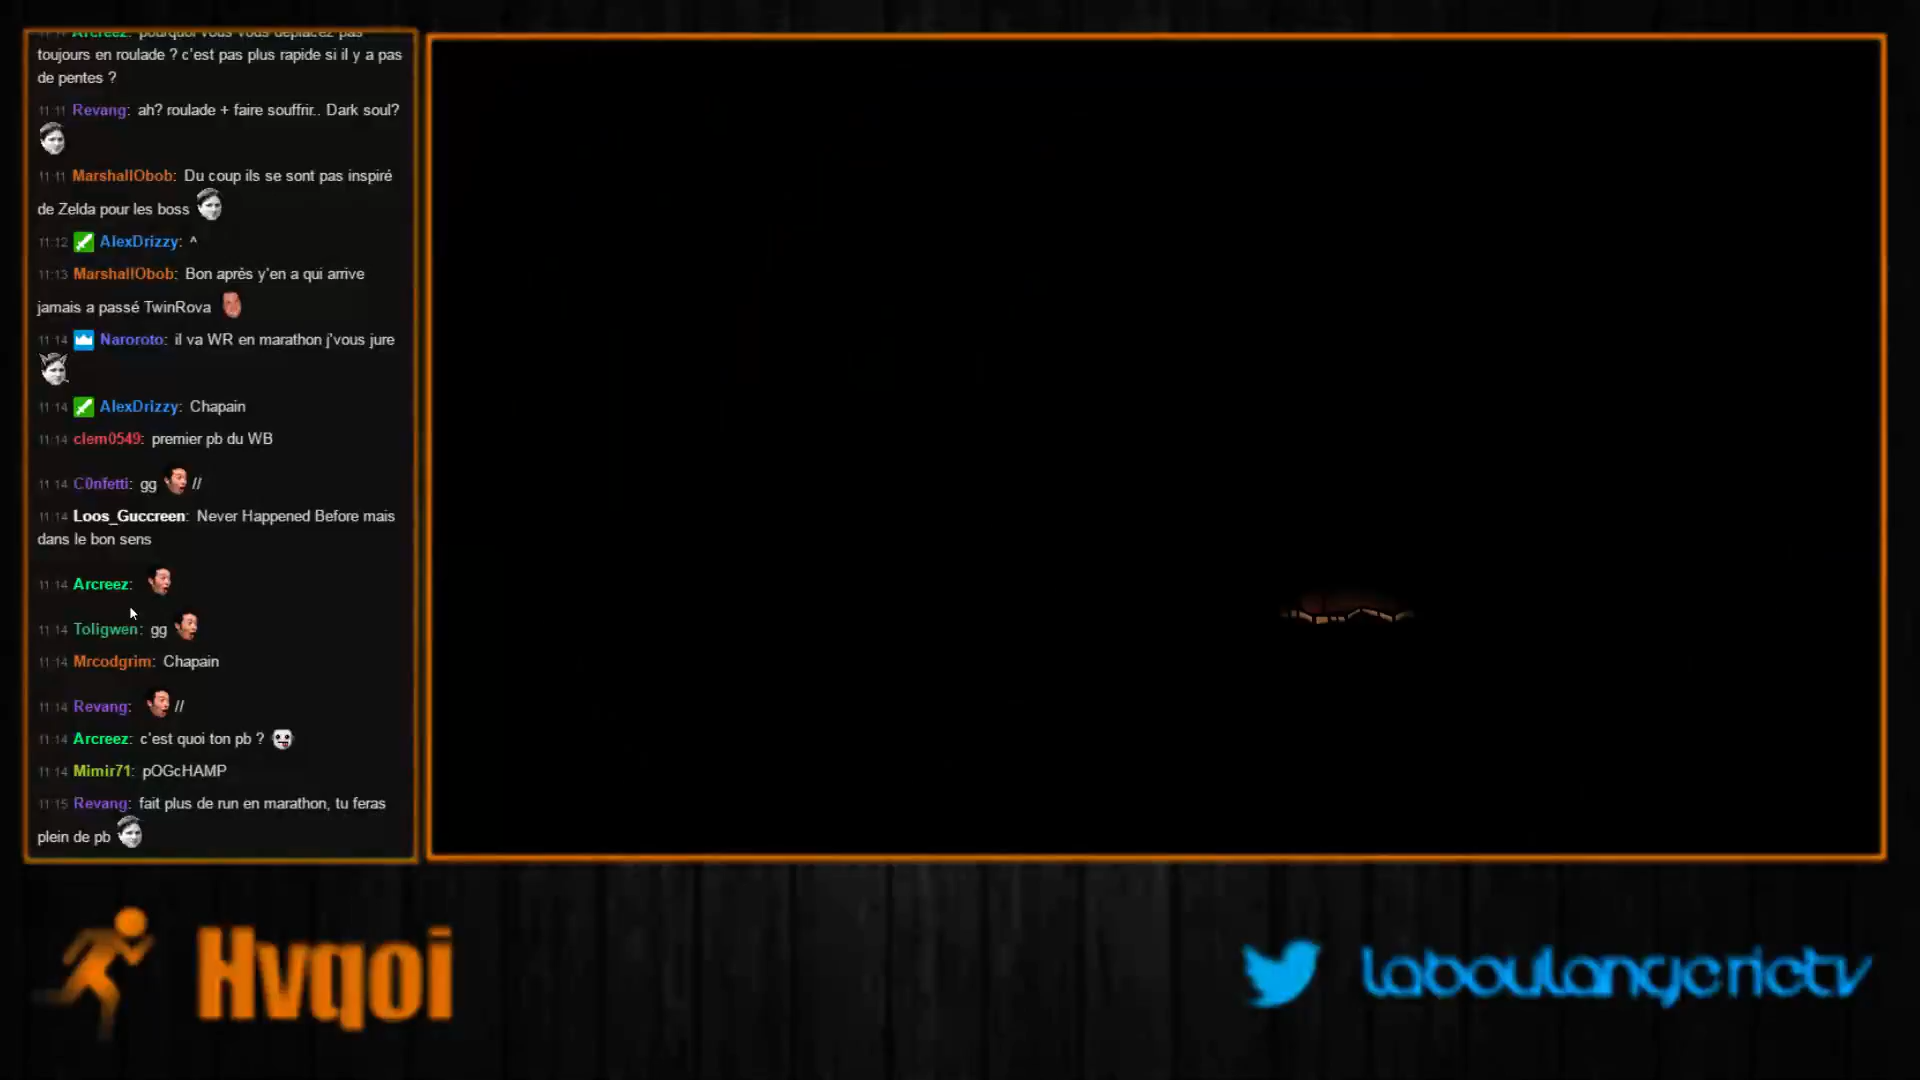 Arcreez: pourquoi vous vous déplacez pas
toujours en roulade ? c'est pas plus rapide si il y a pas
de pentes ?
11:11 Revang: ah? roulade + faire souffrir.. Dark soul?
11:11 MarshallObob: Du coup ils se sont pas inspiré
de Zelda pour les boss
11:12 AlexDrizzy: ^
11:13 MarshallObob: Bon après y'en a qui arrive
jamais a passé TwinRova
11:14 Naroroto: il va WR en marathon j'vous jure
11:14 AlexDrizzy: Chapain
11:14 clem0549: premier pb du WB
11:14 C0nfetti: gg //
11:14 Loos_Guccreen: Never Happened Before mais
dans le bon sens
11:14 Arcreez:
11:14 Toligwen: gg
11:14 Mrcodgrim: Chapain
11:14 Revang: //
11:14 Arcreez: c'est quoi ton pb ?
11:14 Mimir71: pOGcHAMP
11:15 Revang: fait plus de run en marathon, tu feras
plein de pb
Hvqoi
laboulangerietv